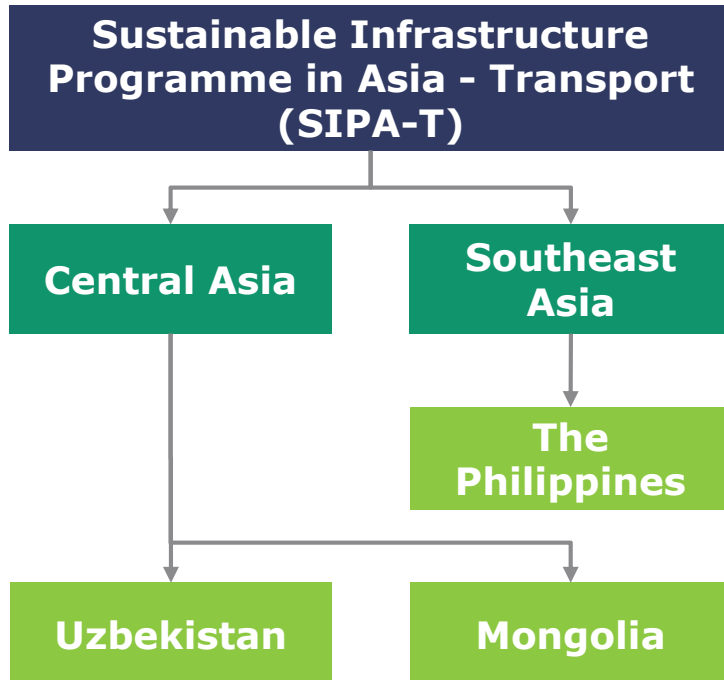 Sustainable Infrastructure
Programme in Asia - Transport
(SIPA-T)
Central Asia
Southeast
Asia
The
Philippines
Uzbekistan
Mongolia